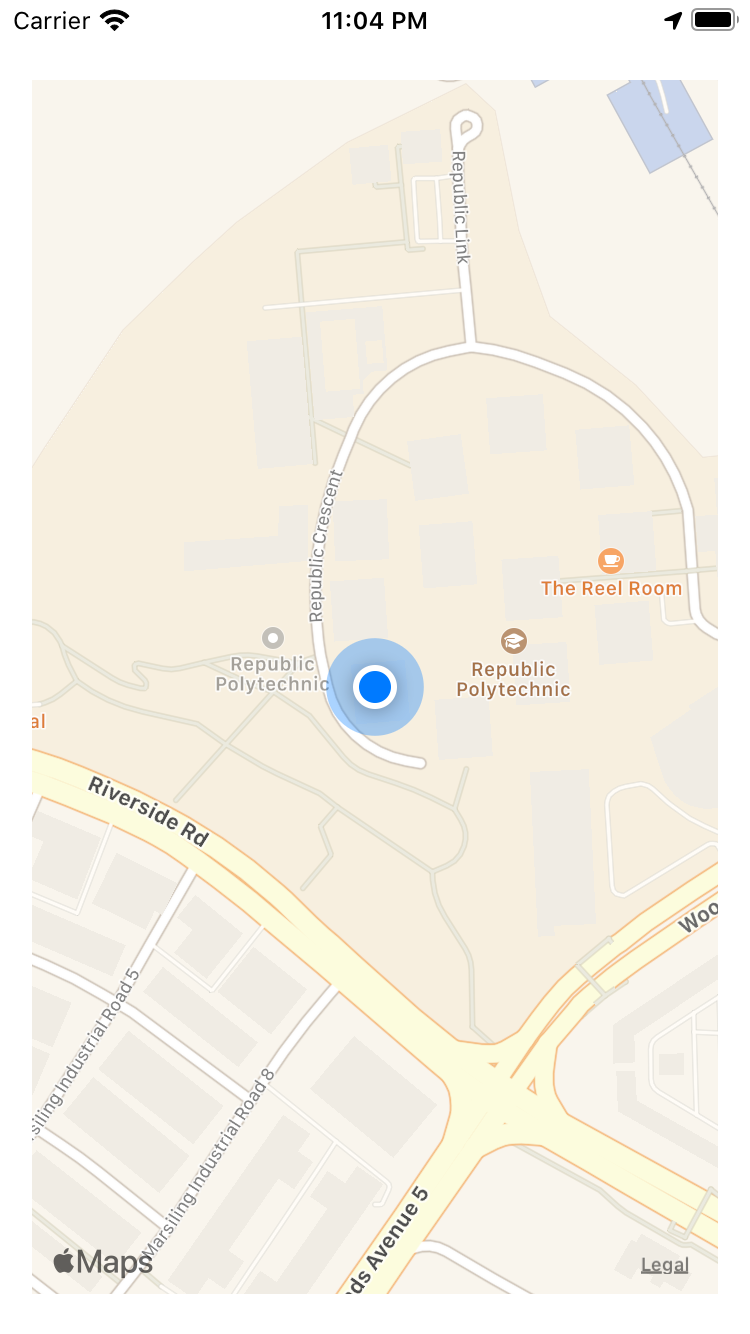 Carrier
11:04 PM
Republic Link
Republic Crescent
The Reel Room
Republic
Polytechnic
Republic
Polytechnic
al
Riverside Rd
Woo
siling Industrial Road 5
Marsiling Industrial Road 8
ds Avenue 5
Maps
Legal